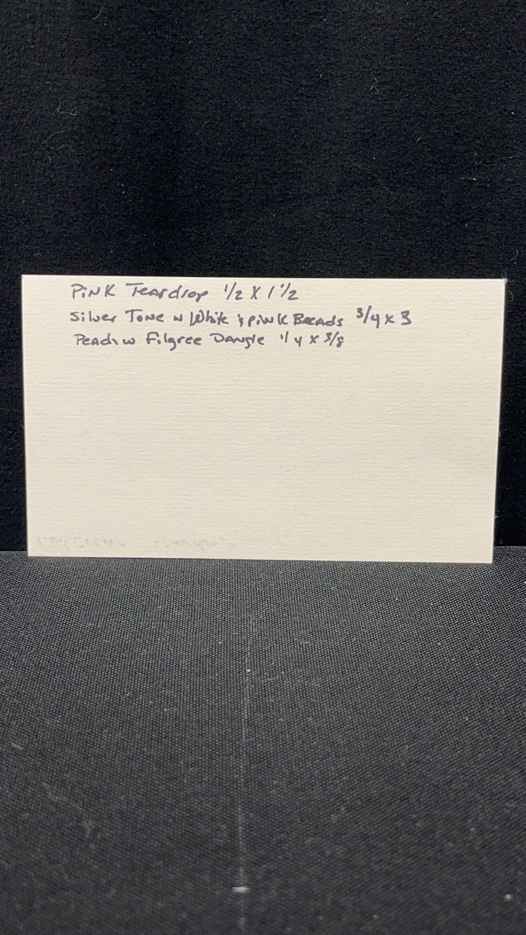 Pink Teardrop 1/2 X 1 1/2
Silver Tone w White & Pink Beads 3/4 x 3
Peach w Filgree Dangle 1/4 x 3/8